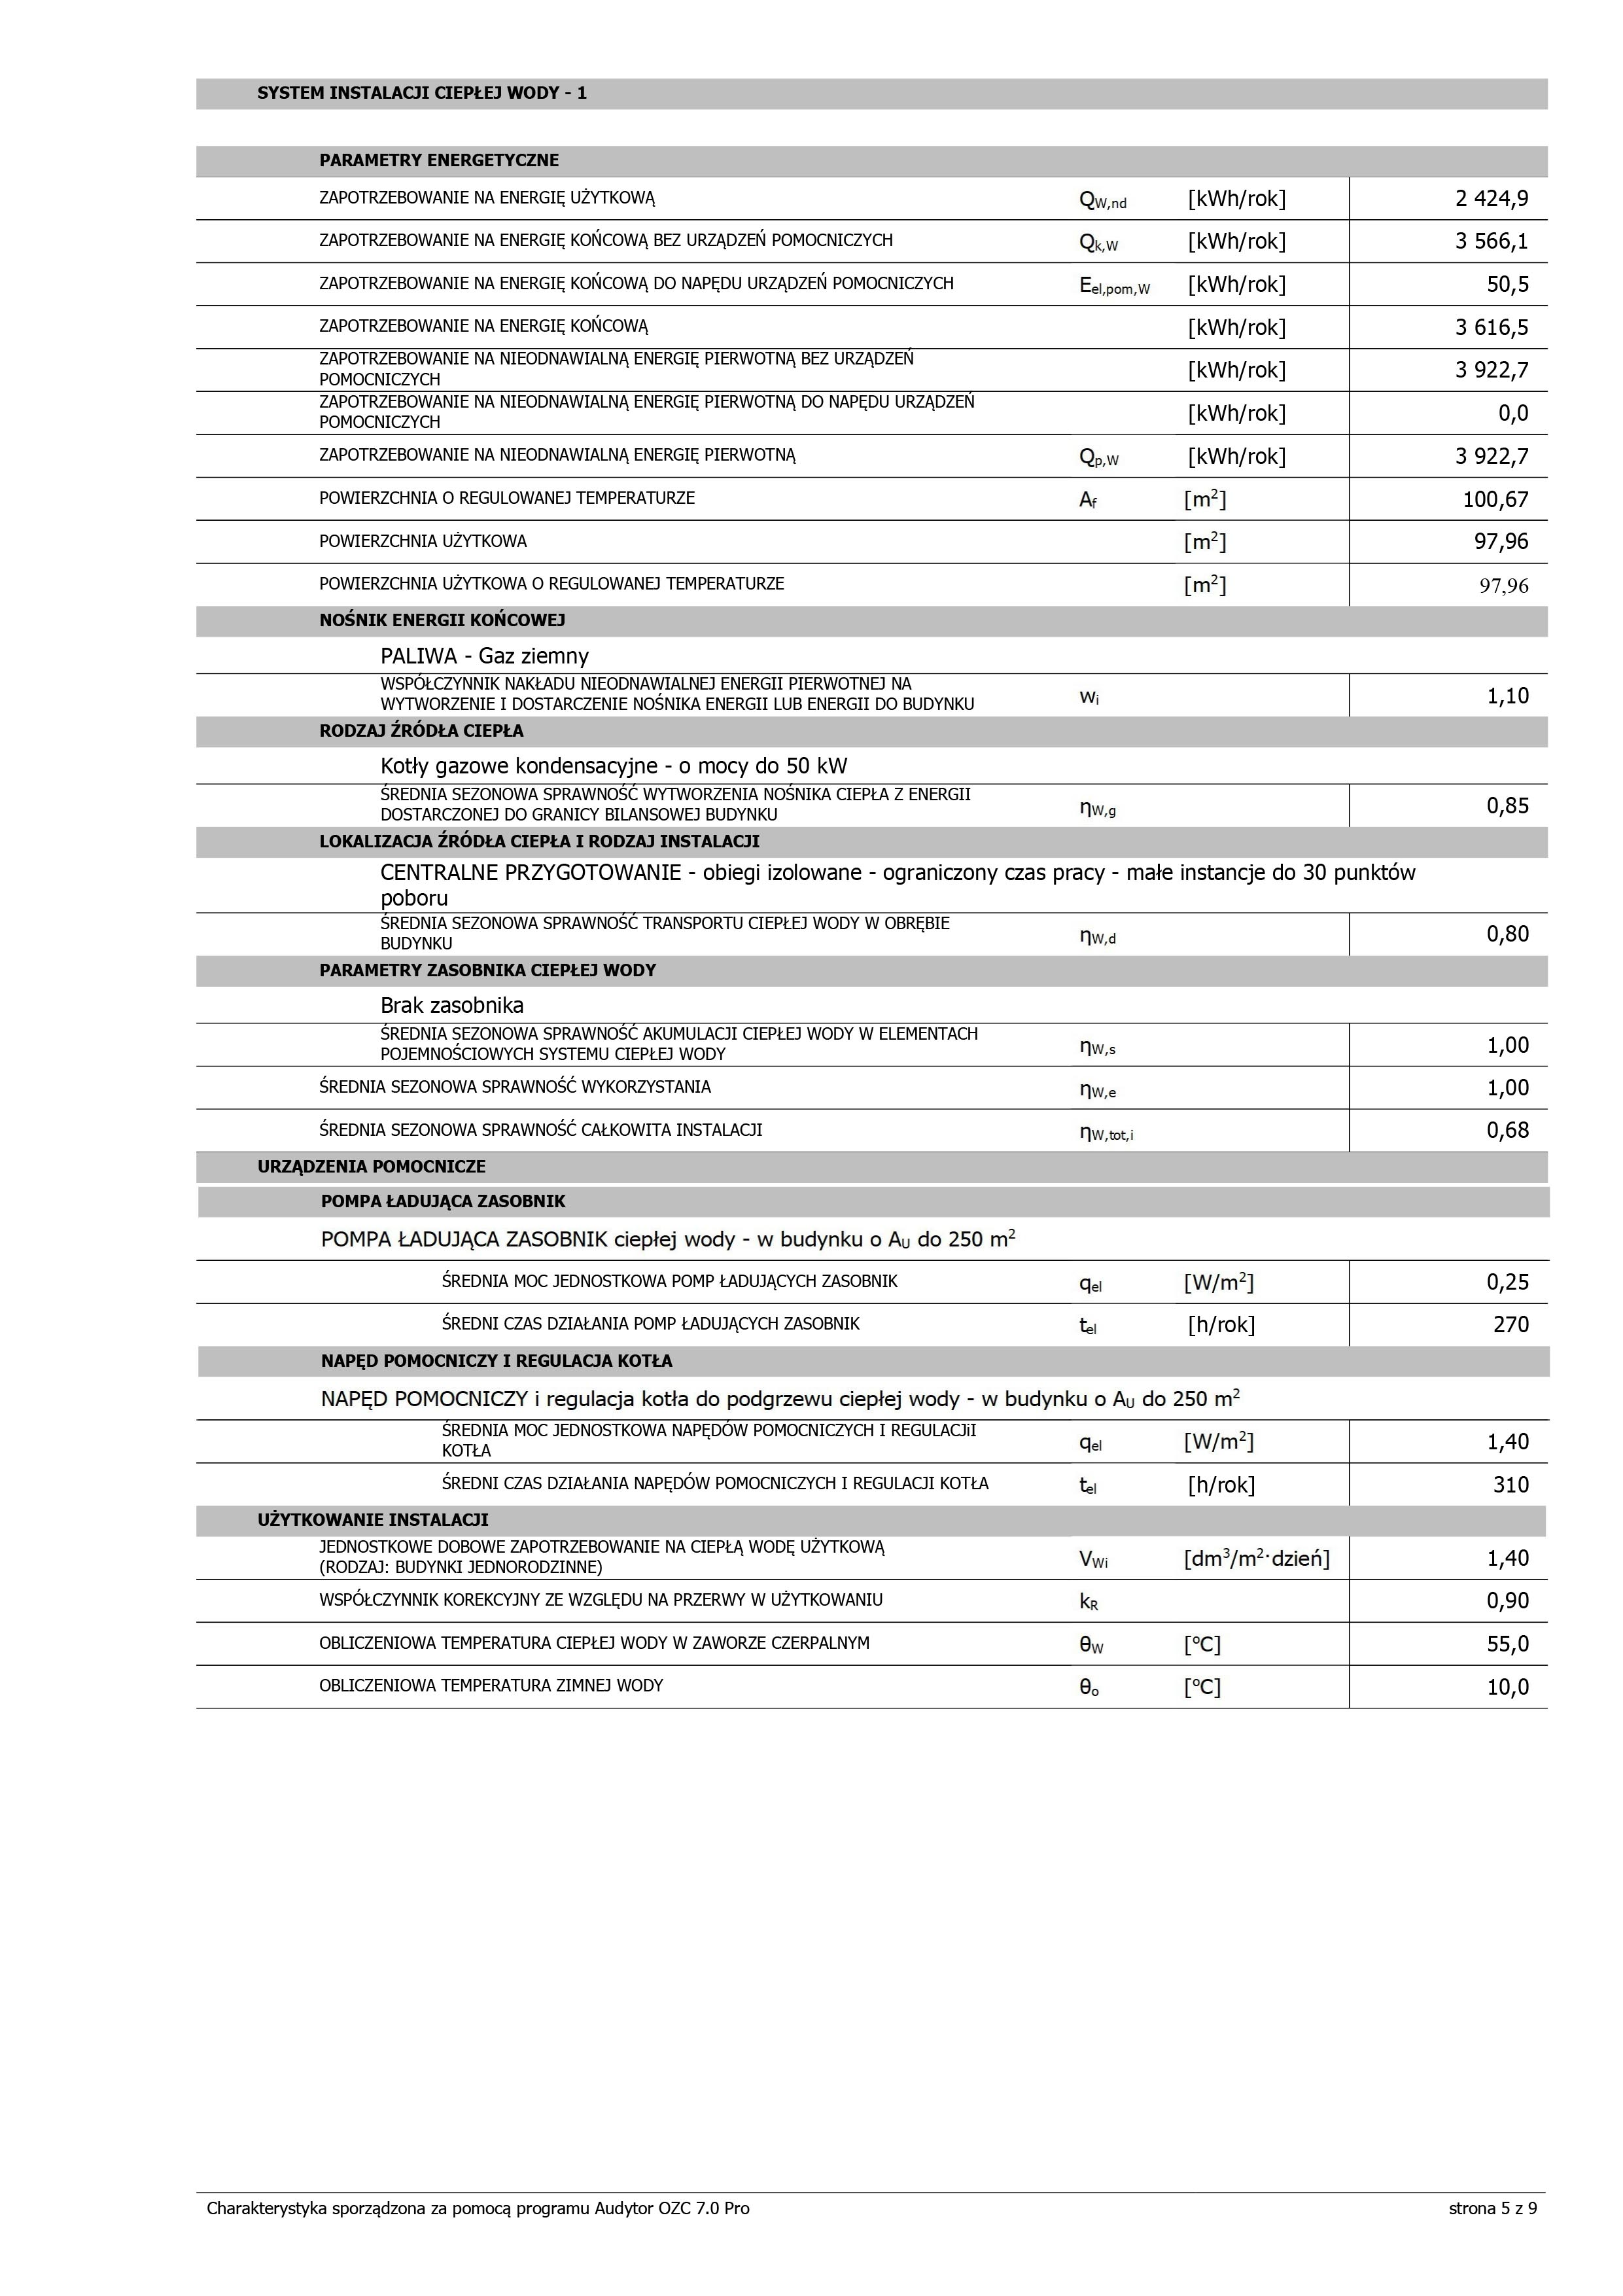 SYSTEM INSTALACJI CIEPŁEJ WODY - 1
PARAMETRY ENERGETYCZNE
ZAPOTRZEBOWANIE NA ENERGIĘ UŻYTKOWĄ QW,nd [kWh/rok] 2 424,9
ZAPOTRZEBOWANIE NA ENERGIĘ KOŃCOWĄ BEZ URZĄDZEŃ POMOCNICZYCH Qk,W [kWh/rok] 3 566,1
ZAPOTRZEBOWANIE NA ENERGIĘ KOŃCOWĄ DO NAPĘDU URZĄDZEŃ POMOCNICZYCH Eel,pom,W [kWh/rok] 50,5
ZAPOTRZEBOWANIE NA ENERGIĘ KOŃCOWĄ [kWh/rok] 3 616,5
ZAPOTRZEBOWANIE NA NIEODNAWIALNĄ ENERGIĘ PIERWOTNĄ BEZ URZĄDZEŃ
POMOCNICZYCH [kWh/rok] 3 922,7
ZAPOTRZEBOWANIE NA NIEODNAWIALNĄ ENERGIĘ PIERWOTNĄ DO NAPĘDU URZĄDZEŃ
POMOCNICZYCH [kWh/rok] 0,0
ZAPOTRZEBOWANIE NA NIEODNAWIALNĄ ENERGIĘ PIERWOTNĄ Qp,W [kWh/rok] 3 922,7
POWIERZCHNIA O REGULOWANEJ TEMPERATURZE Af [m²] 100,67
POWIERZCHNIA UŻYTKOWA [m²] 97,96
POWIERZCHNIA UŻYTKOWA O REGULOWANEJ TEMPERATURZE [m²] 97,96
NOŚNIK ENERGII KOŃCOWEJ
PALIWA - Gaz ziemny
WSPÓŁCZYNNIK NAKŁADU NIEODNAWIALNEJ ENERGII PIERWOTNEJ NA
WYTWORZENIE I DOSTARCZENIE NOŚNIKA ENERGII LUB ENERGII DO BUDYNKU wi 1,10
RODZAJ ŹRÓDŁA CIEPŁA
Kotły gazowe kondensacyjne - o mocy do 50 kW
ŚREDNIA SEZONOWA SPRAWNOŚĆ WYTWORZENIA NOŚNIKA CIEPŁA Z ENERGII
DOSTARCZONEJ DO GRANICY BILANSOWEJ BUDYNKU ηW,g 0,85
LOKALIZACJA ŹRÓDŁA CIEPŁA I RODZAJ INSTALACJI
CENTRALNE PRZYGOTOWANIE - obiegi izolowane - ograniczony czas pracy - małe instancje do 30 punktów
poboru
ŚREDNIA SEZONOWA SPRAWNOŚĆ TRANSPORTU CIEPŁEJ WODY W OBRĘBIE
BUDYNKU ηW,d 0,80
PARAMETRY ZASOBNIKA CIEPŁEJ WODY
Brak zasobnika
ŚREDNIA SEZONOWA SPRAWNOŚĆ AKUMULACJI CIEPŁEJ WODY W ELEMENTACH
POJEMNOŚCIOWYCH SYSTEMU CIEPŁEJ WODY ηW,s 1,00
ŚREDNIA SEZONOWA SPRAWNOŚĆ WYKORZYSTANIA ηW,e 1,00
ŚREDNIA SEZONOWA SPRAWNOŚĆ CAŁKOWITA INSTALACJI ηW,tot,i 0,68
URZĄDZENIA POMOCNICZE
POMPA ŁADUJĄCA ZASOBNIK
POMPA ŁADUJĄCA ZASOBNIK ciepłej wody - w budynku o AU do 250 m²
ŚREDNIA MOC JEDNOSTKOWA POMP ŁADUJĄCYCH ZASOBNIK qel [W/m²] 0,25
ŚREDNI CZAS DZIAŁANIA POMP ŁADUJĄCYCH ZASOBNIK tel [h/rok] 270
NAPĘD POMOCNICZY I REGULACJA KOTŁA
NAPĘD POMOCNICZY i regulacja kotła do podgrzewu ciepłej wody - w budynku o AU do 250 m²
ŚREDNIA MOC JEDNOSTKOWA NAPĘDÓW POMOCNICZYCH I REGULACJiI
KOTŁA qel [W/m²] 1,40
ŚREDNI CZAS DZIAŁANIA NAPĘDÓW POMOCNICZYCH I REGULACJI KOTŁA tel [h/rok] 310
UŻYTKOWANIE INSTALACJI
JEDNOSTKOWE DOBOWE ZAPOTRZEBOWANIE NA CIEPŁĄ WODĘ UŻYTKOWĄ
(RODZAJ: BUDYNKI JEDNORODZINNE) VWi [dm³/m²·dzień] 1,40
WSPÓŁCZYNNIK KOREKCYJNY ZE WZGLĘDU NA PRZERWY W UŻYTKOWANIU kR 0,90
OBLICZENIOWA TEMPERATURA CIEPŁEJ WODY W ZAWORZE CZERPALNYM θW [°C] 55,0
OBLICZENIOWA TEMPERATURA ZIMNEJ WODY θo [°C] 10,0
Charakterystyka sporządzona za pomocą programu Audytor OZC 7.0 Pro strona 5 z 9